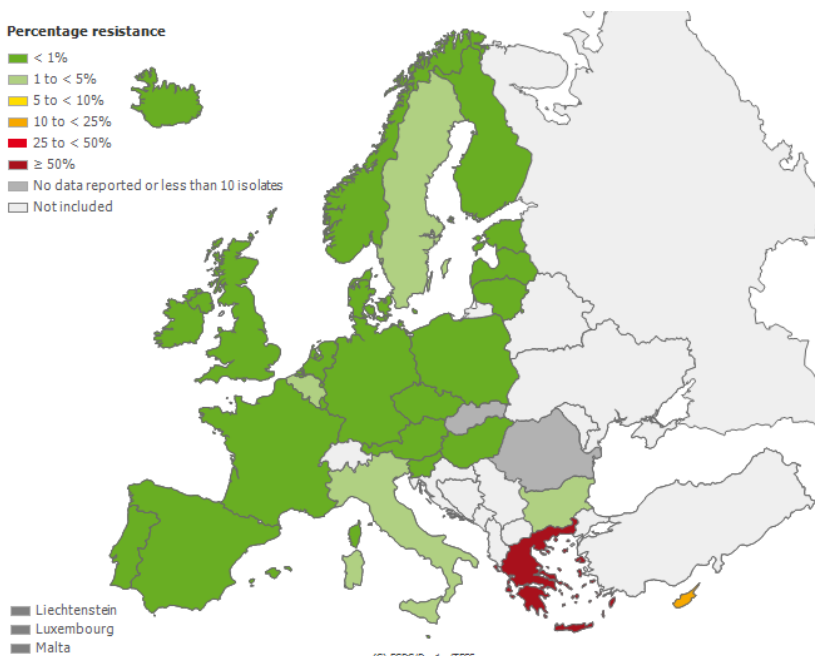 Percentage resistance
< 1%
1 to < 5%
5 to < 10%
10 to < 25%
25 to < 50%
≥ 50%
No data reported or less than 10 isolates
Not included
Liechtenstein
Luxembourg
Malta